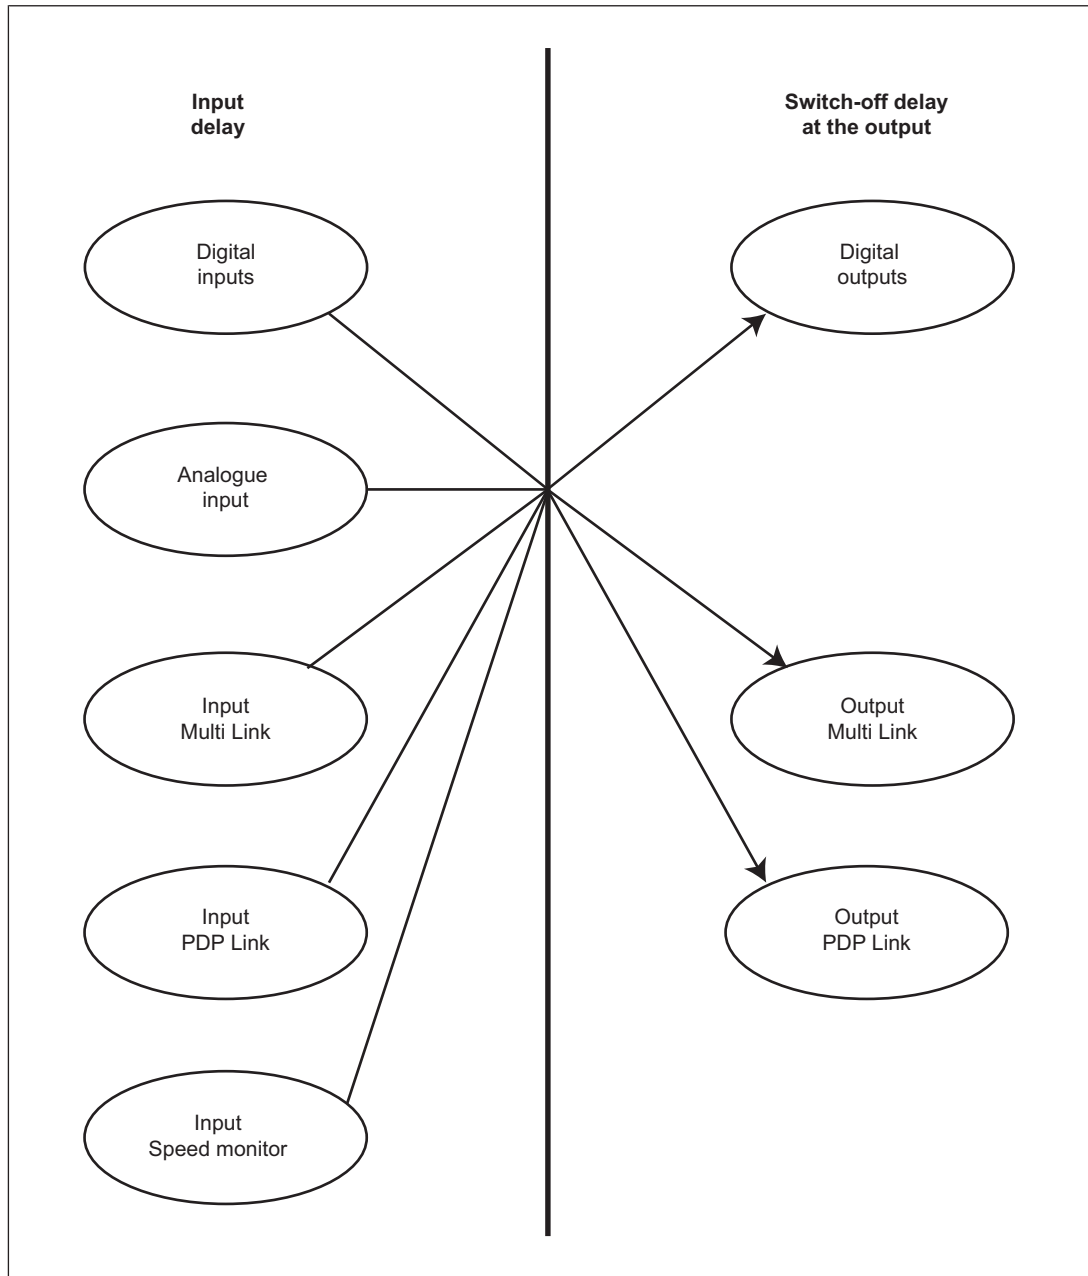 Input
delay
Switch-off delay
at the output
Digital
inputs
Digital
outputs
Analogue
input
Input
Multi Link
Output
Multi Link
Input
PDP Link
Output
PDP Link
Input
Speed monitor